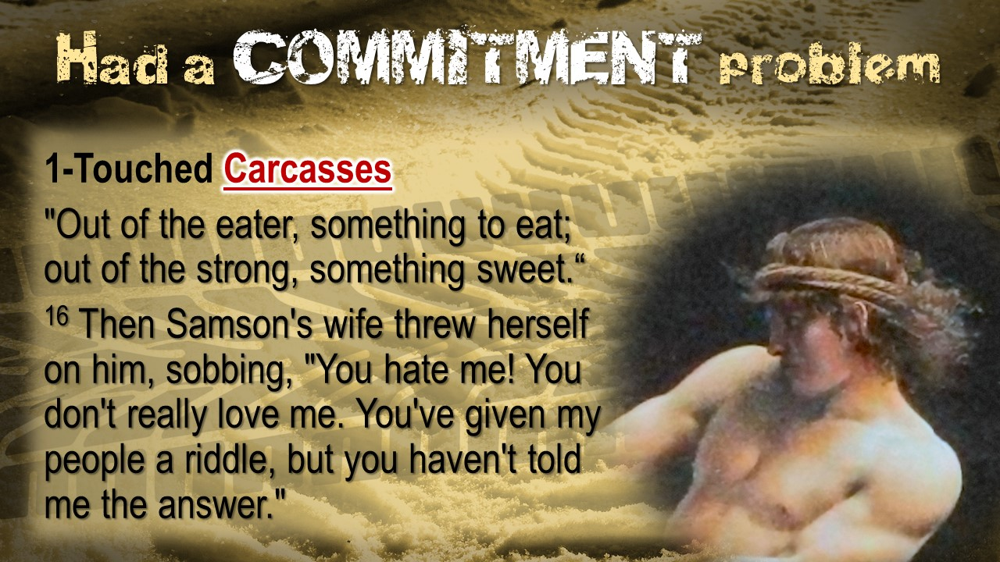 Had a COMMITMENT problem
1-Touched Carcasses
"Out of the eater, something to eat;
out of the strong, something sweet.“
16 Then Samson's wife threw herself
on him, sobbing, "You hate me! You
don't really love me. You've given my
people a riddle, but you haven't told
me the answer."